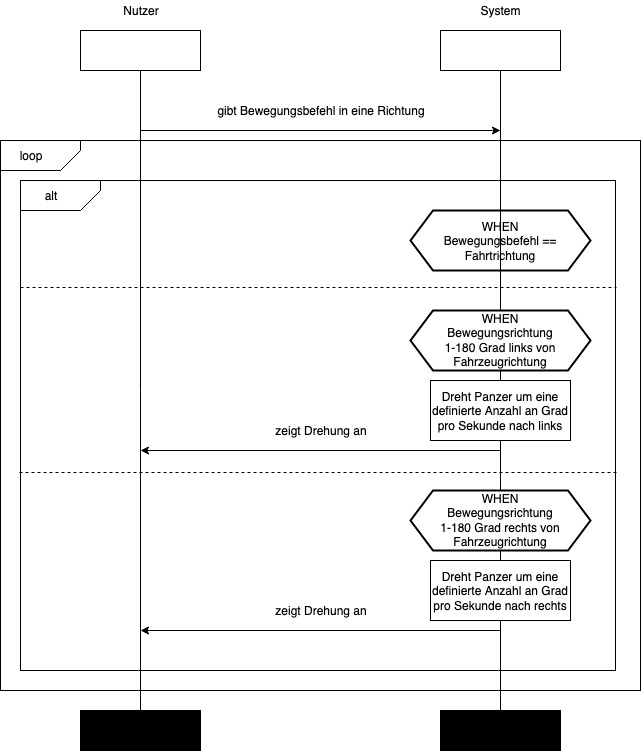 Nutzer
System
gibt Bewegungsbefehl in eine Richtung
loop
alt
WHEN
Bewegungsbefehl ==
Fahrtrichtung
WHEN
Bewegungsrichtung
1-180 Grad links von
Fahrzeugrichtung
Dreht Panzer um eine
definierte Anzahl an Grad
pro Sekunde nach links
zeigt Drehung an
WHEN
Bewegungsrichtung
1-180 Grad rechts von
Fahrzeugrichtung
Dreht Panzer um eine
definierte Anzahl an Grad
pro Sekunde nach rechts
zeigt Drehung an